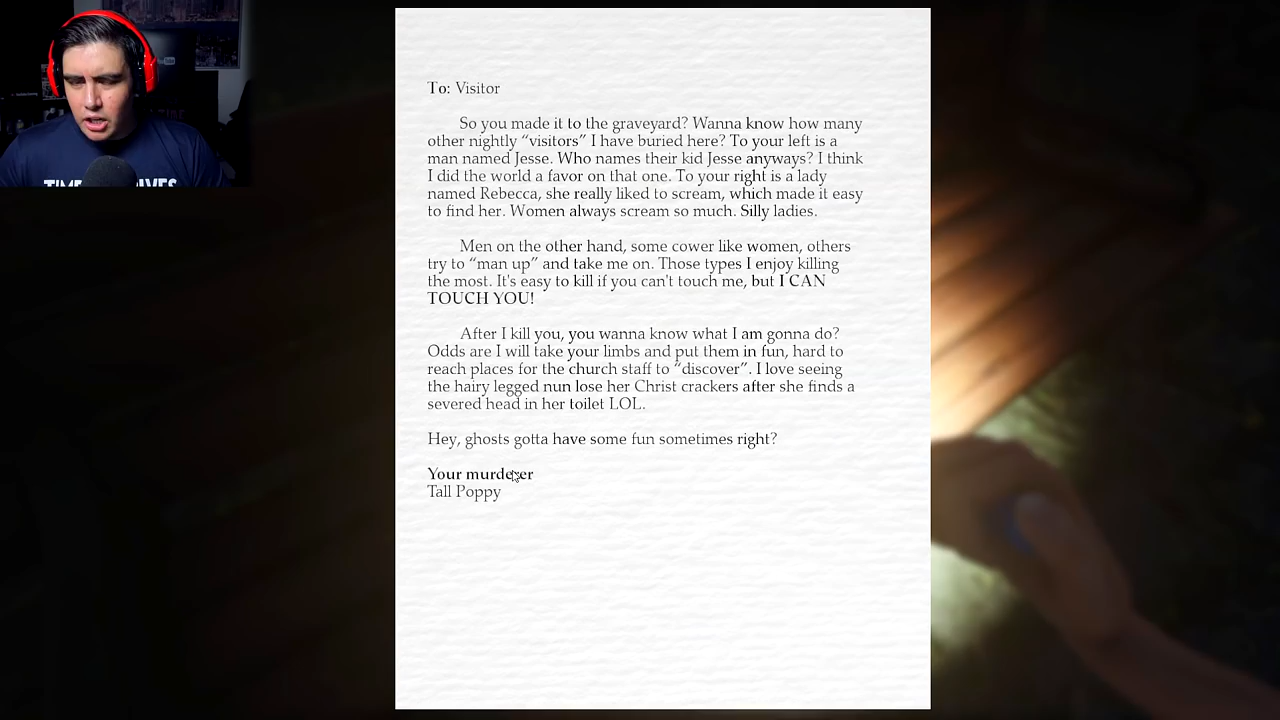 To: Visitor
So you made it to the graveyard? Wanna know how many
other nightly “visitors” I have buried here? To your left is a
man named Jesse. Who names their kid Jesse anyways? I think
I did the world a favor on that one. To your right is a lady
named Rebecca, she really liked to scream, which made it easy
to find her. Women always scream so much. Silly ladies.
Men on the other hand, some cower like women, others
try to “man up” and take me on. Those types I enjoy killing
the most. It's easy to kill if you can't touch me, but I CAN
TOUCH YOU!
After I kill you, you wanna know what I am gonna do?
Odds are I will take your limbs and put them in fun, hard to
reach places for the church staff to “discover”. I love seeing
the hairy legged nun lose her Christ crackers after she finds a
severed head in her toilet LOL.
Hey, ghosts gotta have some fun sometimes right?
Your murderer
Tall Poppy